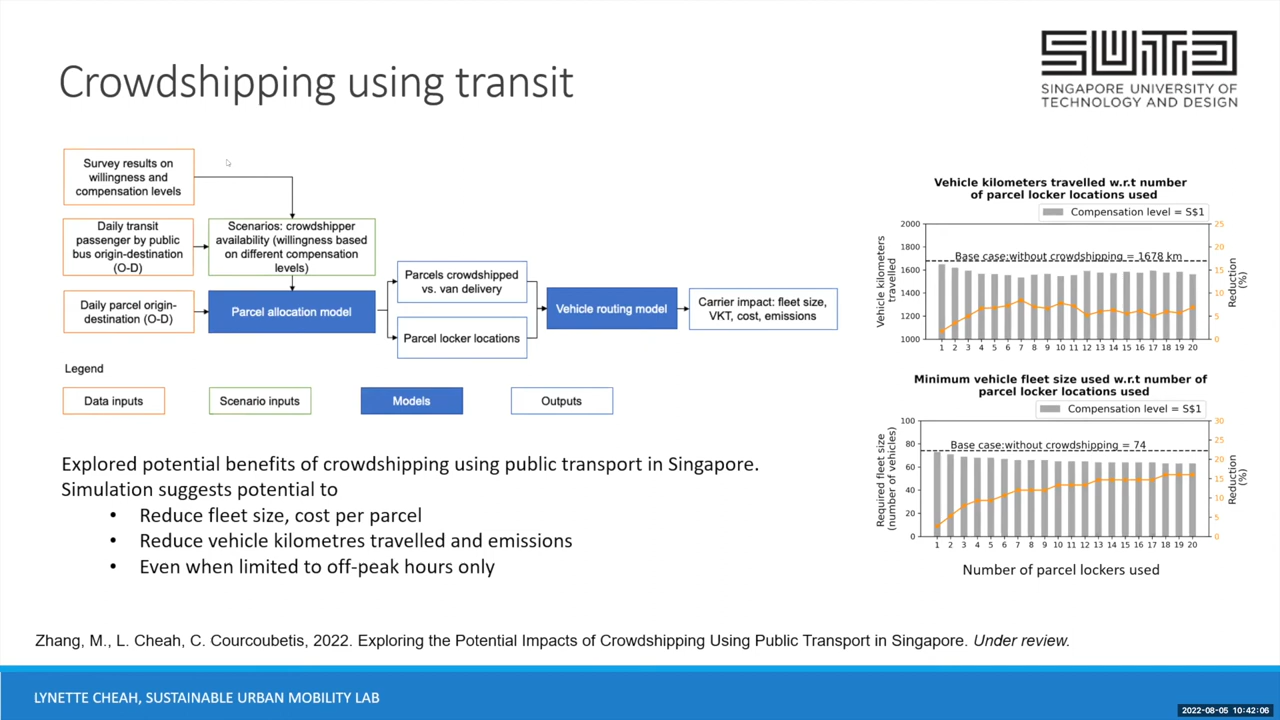 Crowdshipping using transit
SUTD
SINGAPORE UNIVERSITY OF
TECHNOLOGY AND DESIGN
Survey results on
willingness and
compensation levels
Daily transit
passenger by public
bus origin-destination
(O-D)
Scenarios: crowdshipper
availability (willingness based
on different compensation
levels)
Daily parcel origin-
destination (O-D)
Parcel allocation model
Parcels crowdshipped
vs. van delivery
Parcel locker locations
Vehicle routing model
Carrier impact: fleet size,
VKT, cost, emissions
Legend
Data inputs
Scenario inputs
Models
Outputs
Vehicle kilometers travelled w.r.t number
of parcel locker locations used
Compensation level = S$1
Base case:without crowdshipping = 1678 km
Vehicle kilometers
travelled
2000
1800
1600
1400
1200
1000
25
20
15
10
5
0
Reduction
(%)
1 2 3 4 5 6 7 8 9 10 11 12 13 14 15 16 17 18 19 20
Minimum vehicle fleet size used w.r.t number of
parcel locker locations used
Compensation level = S$1
Base case:without crowdshipping = 74
Required fleet size
(number of vehicles)
100
80
60
40
20
0
30
25
20
15
10
5
0
Reduction
(%)
1 2 3 4 5 6 7 8 9 10 11 12 13 14 15 16 17 18 19 20
Number of parcel lockers used
Explored potential benefits of crowdshipping using public transport in Singapore.
Simulation suggests potential to
• Reduce fleet size, cost per parcel
• Reduce vehicle kilometres travelled and emissions
• Even when limited to off-peak hours only
Zhang, M., L. Cheah, C. Courcoubetis, 2022. Exploring the Potential Impacts of Crowdshipping Using Public Transport in Singapore. Under review.
LYNETTE CHEAH, SUSTAINABLE URBAN MOBILITY LAB
2022-08-05 10:42:06